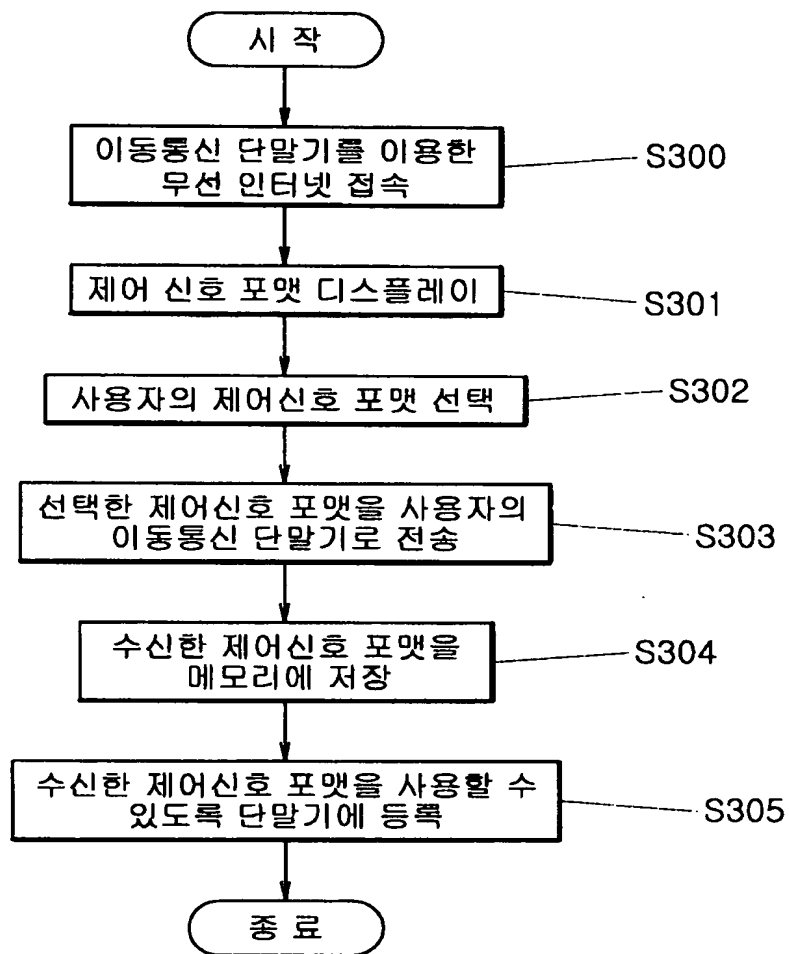 시 작
이동통신 단말기를 이용한
무선 인터넷 접속
S300
제어 신호 포맷 디스플레이
S301
사용자의 제어신호 포맷 선택
S302
선택한 제어신호 포맷을 사용자의
이동통신 단말기로 전송
S303
수신한 제어신호 포맷을
메모리에 저장
S304
수신한 제어신호 포맷을 사용할 수
있도록 단말기에 등록
S305
종 료